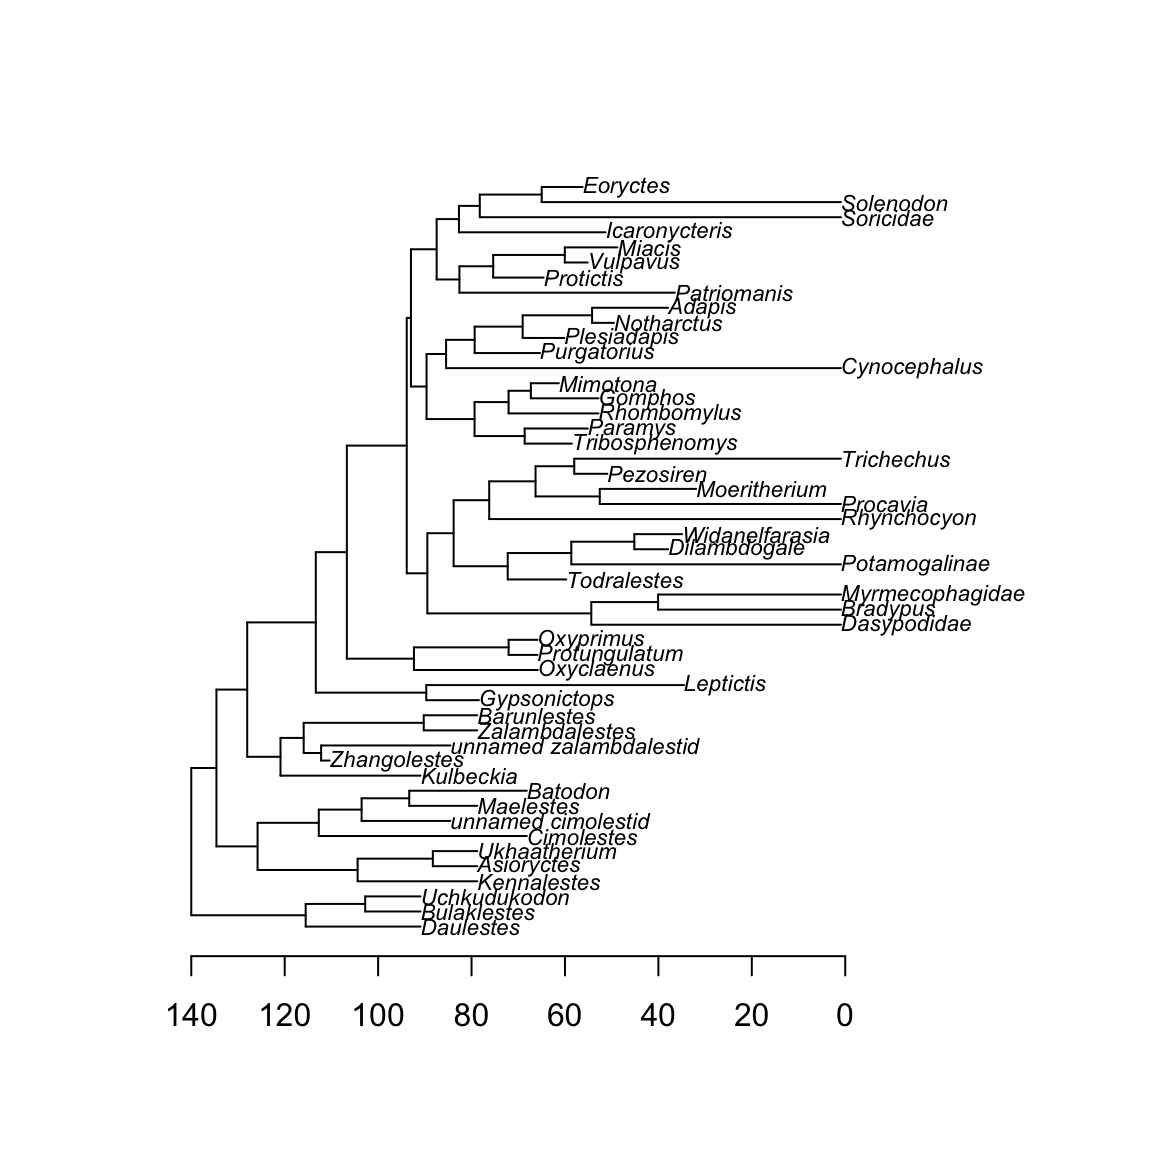 Eoryctes
Solenodon
Soricidae
Icaronycteris
Miacis
Vulpavus
Protictis
Patriomanis
Adapis
Notharctus
Plesiadapis
Purgatorius
Cynocephalus
Mimotona
Gomphos
Rhombomylus
Paramys
Tribosphenomys
Trichechus
Pezosiren
Moeritherium
Procavia
Rhynchocyon
Widanelfarasia
Dilambdogale
Potamogalinae
Todralestes
Myrmecophagidae
Bradypus
Dasypodidae
Oxyprimus
Protungulatum
Oxyclaenus
Leptictis
Gypsonictops
Barunlestes
Zalambdalestes
unnamed zalambdalestid
Zhangolestes
Kulbeckia
Batodon
Maelestes
unnamed cimolestid
Cimolestes
Ukhaatherium
Asioryctes
Kennalestes
Uchkudukodon
Bulaklestes
Daulestes
140 120 100 80 60 40 20 0